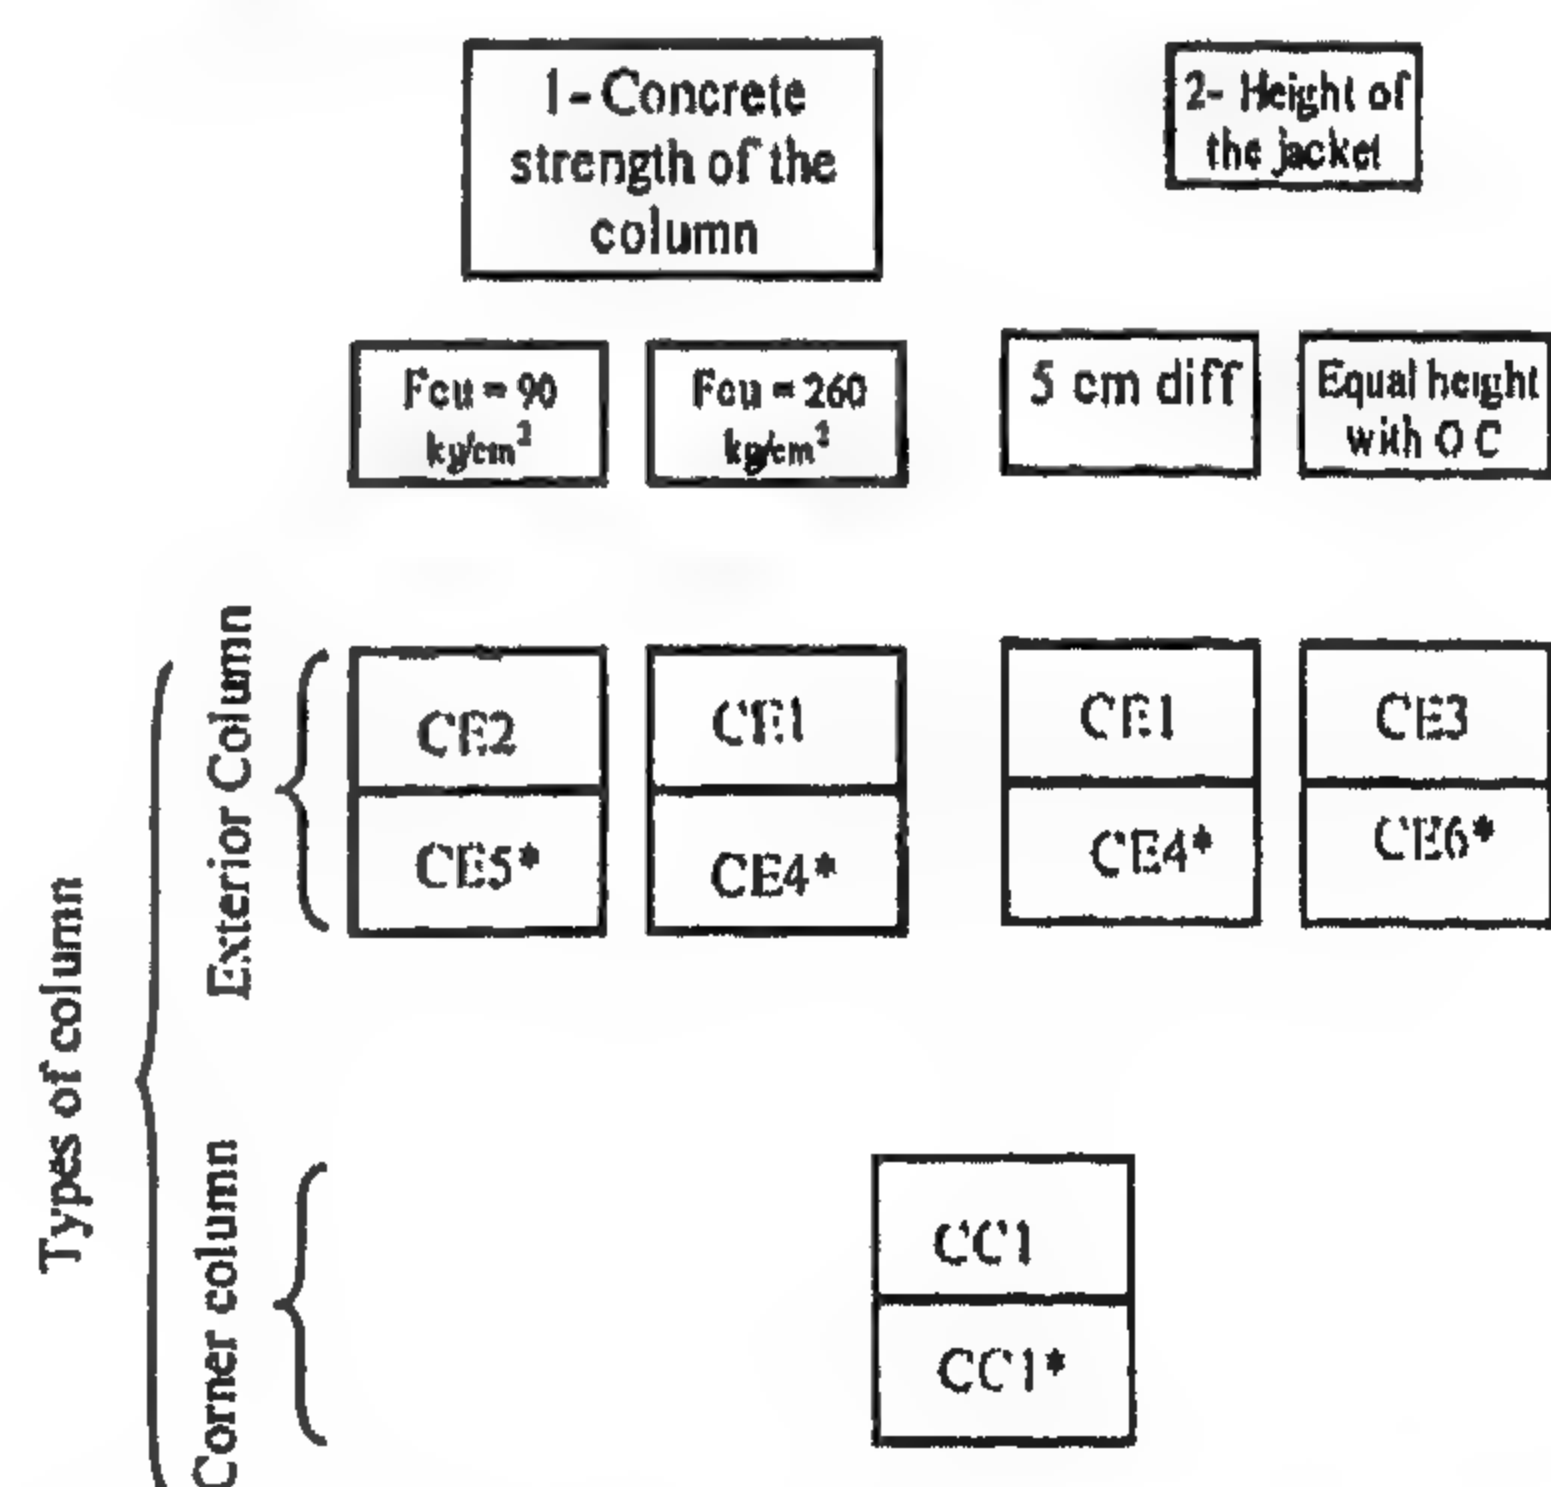 1- Concrete
strength of the
column
2- Height of
the jacket
Fcu = 90
kg/cm²
Fcu = 260
kg/cm²
5 cm diff
Equal height
with O C
Types of column
Exterior Column
CE2
CE1
CE1
CE3
CE5*
CE4*
CE4*
CE6*
Corner column
CC1
CC1*